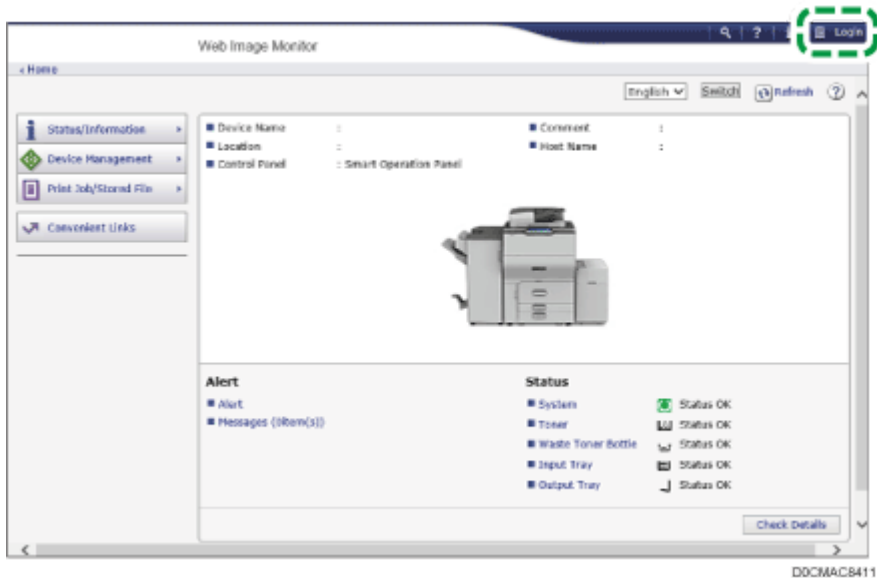 Login
Web Image Monitor
Home
English Switch Refresh
Status/Information
Device Management
Print Job/Stored File
Convenient Links
Device Name :
Comment :
Location :
Host Name :
Control Panel : Smart Operation Panel
Alert
Alert
Messages (0item(s))
Status
System Status OK
Toner Status OK
Waste Toner Bottle Status OK
Input Tray Status OK
Output Tray Status OK
Check Details
D0CMAC8411